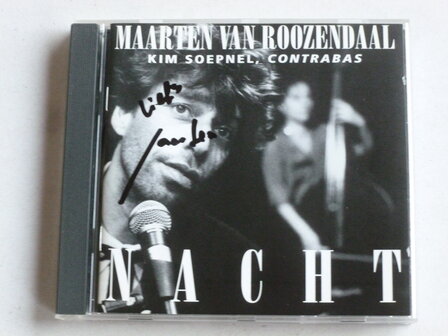 MAARTEN VAN ROOZENDAAL
KIM SOEPNEL, CONTRABAS
NACHT